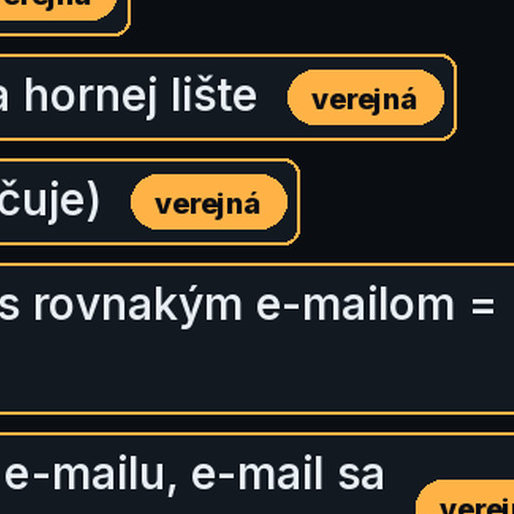 hornej lište verejná
čuje) verejná
s rovnakým e-mailom =
e-mailu, e-mail sa